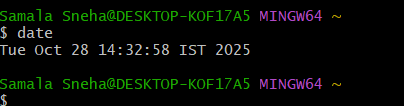 Samala Sneha@DESKTOP-KOF17A5 MINGW64 ~
$ date
Tue Oct 28 14:32:58 IST 2025
Samala Sneha@DESKTOP-KOF17A5 MINGW64 ~
$